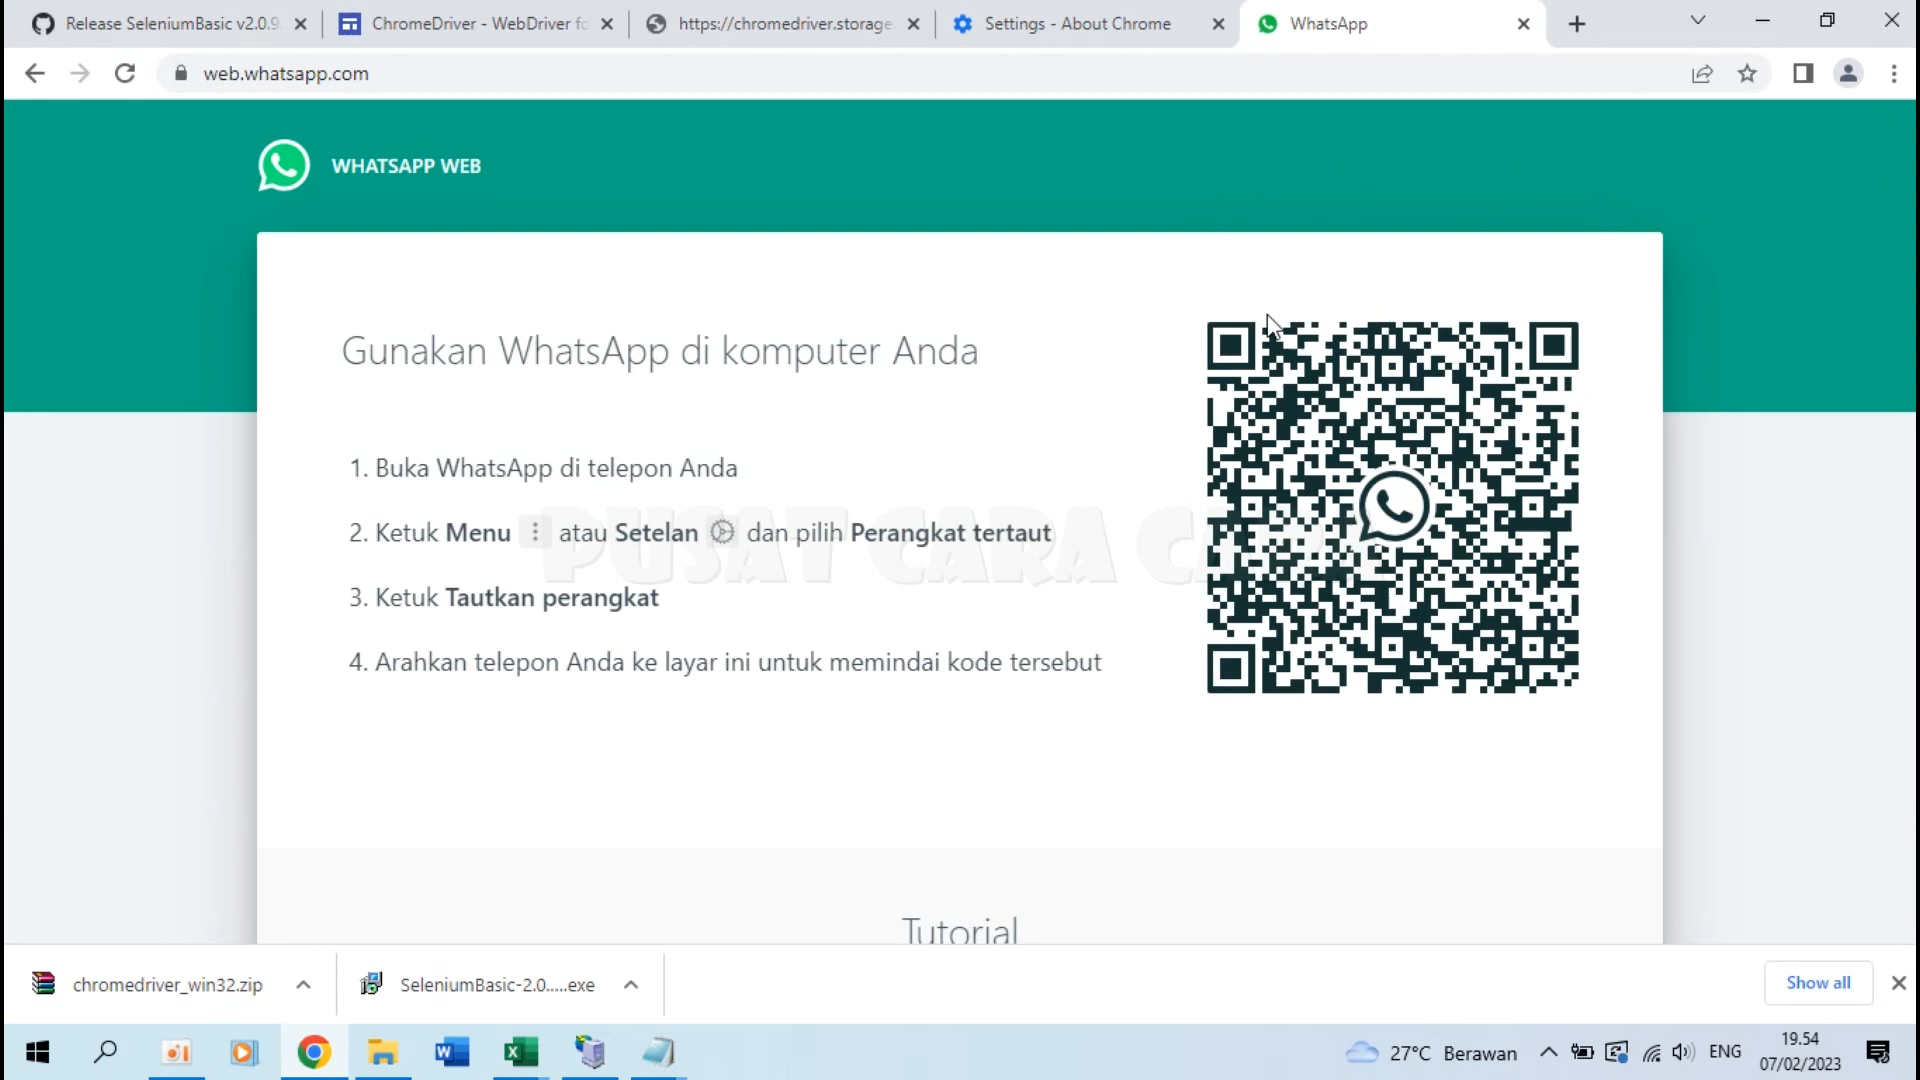 Release SeleniumBasic v2.0.9.
ChromeDriver - WebDriver fo
https://chromedriver.storage
Settings - About Chrome
WhatsApp
web.whatsapp.com
WHATSAPP WEB
Gunakan WhatsApp di komputer Anda
1. Buka WhatsApp di telepon Anda
2. Ketuk Menu atau Setelan dan pilih Perangkat tertaut
3. Ketuk Tautkan perangkat
4. Arahkan telepon Anda ke layar ini untuk memindai kode tersebut
PUSAT CARA
Tutorial
chromedriver_win32.zip
SeleniumBasic-2.0.....exe
Show all
27°C Berawan
ENG
19.54
07/02/2023